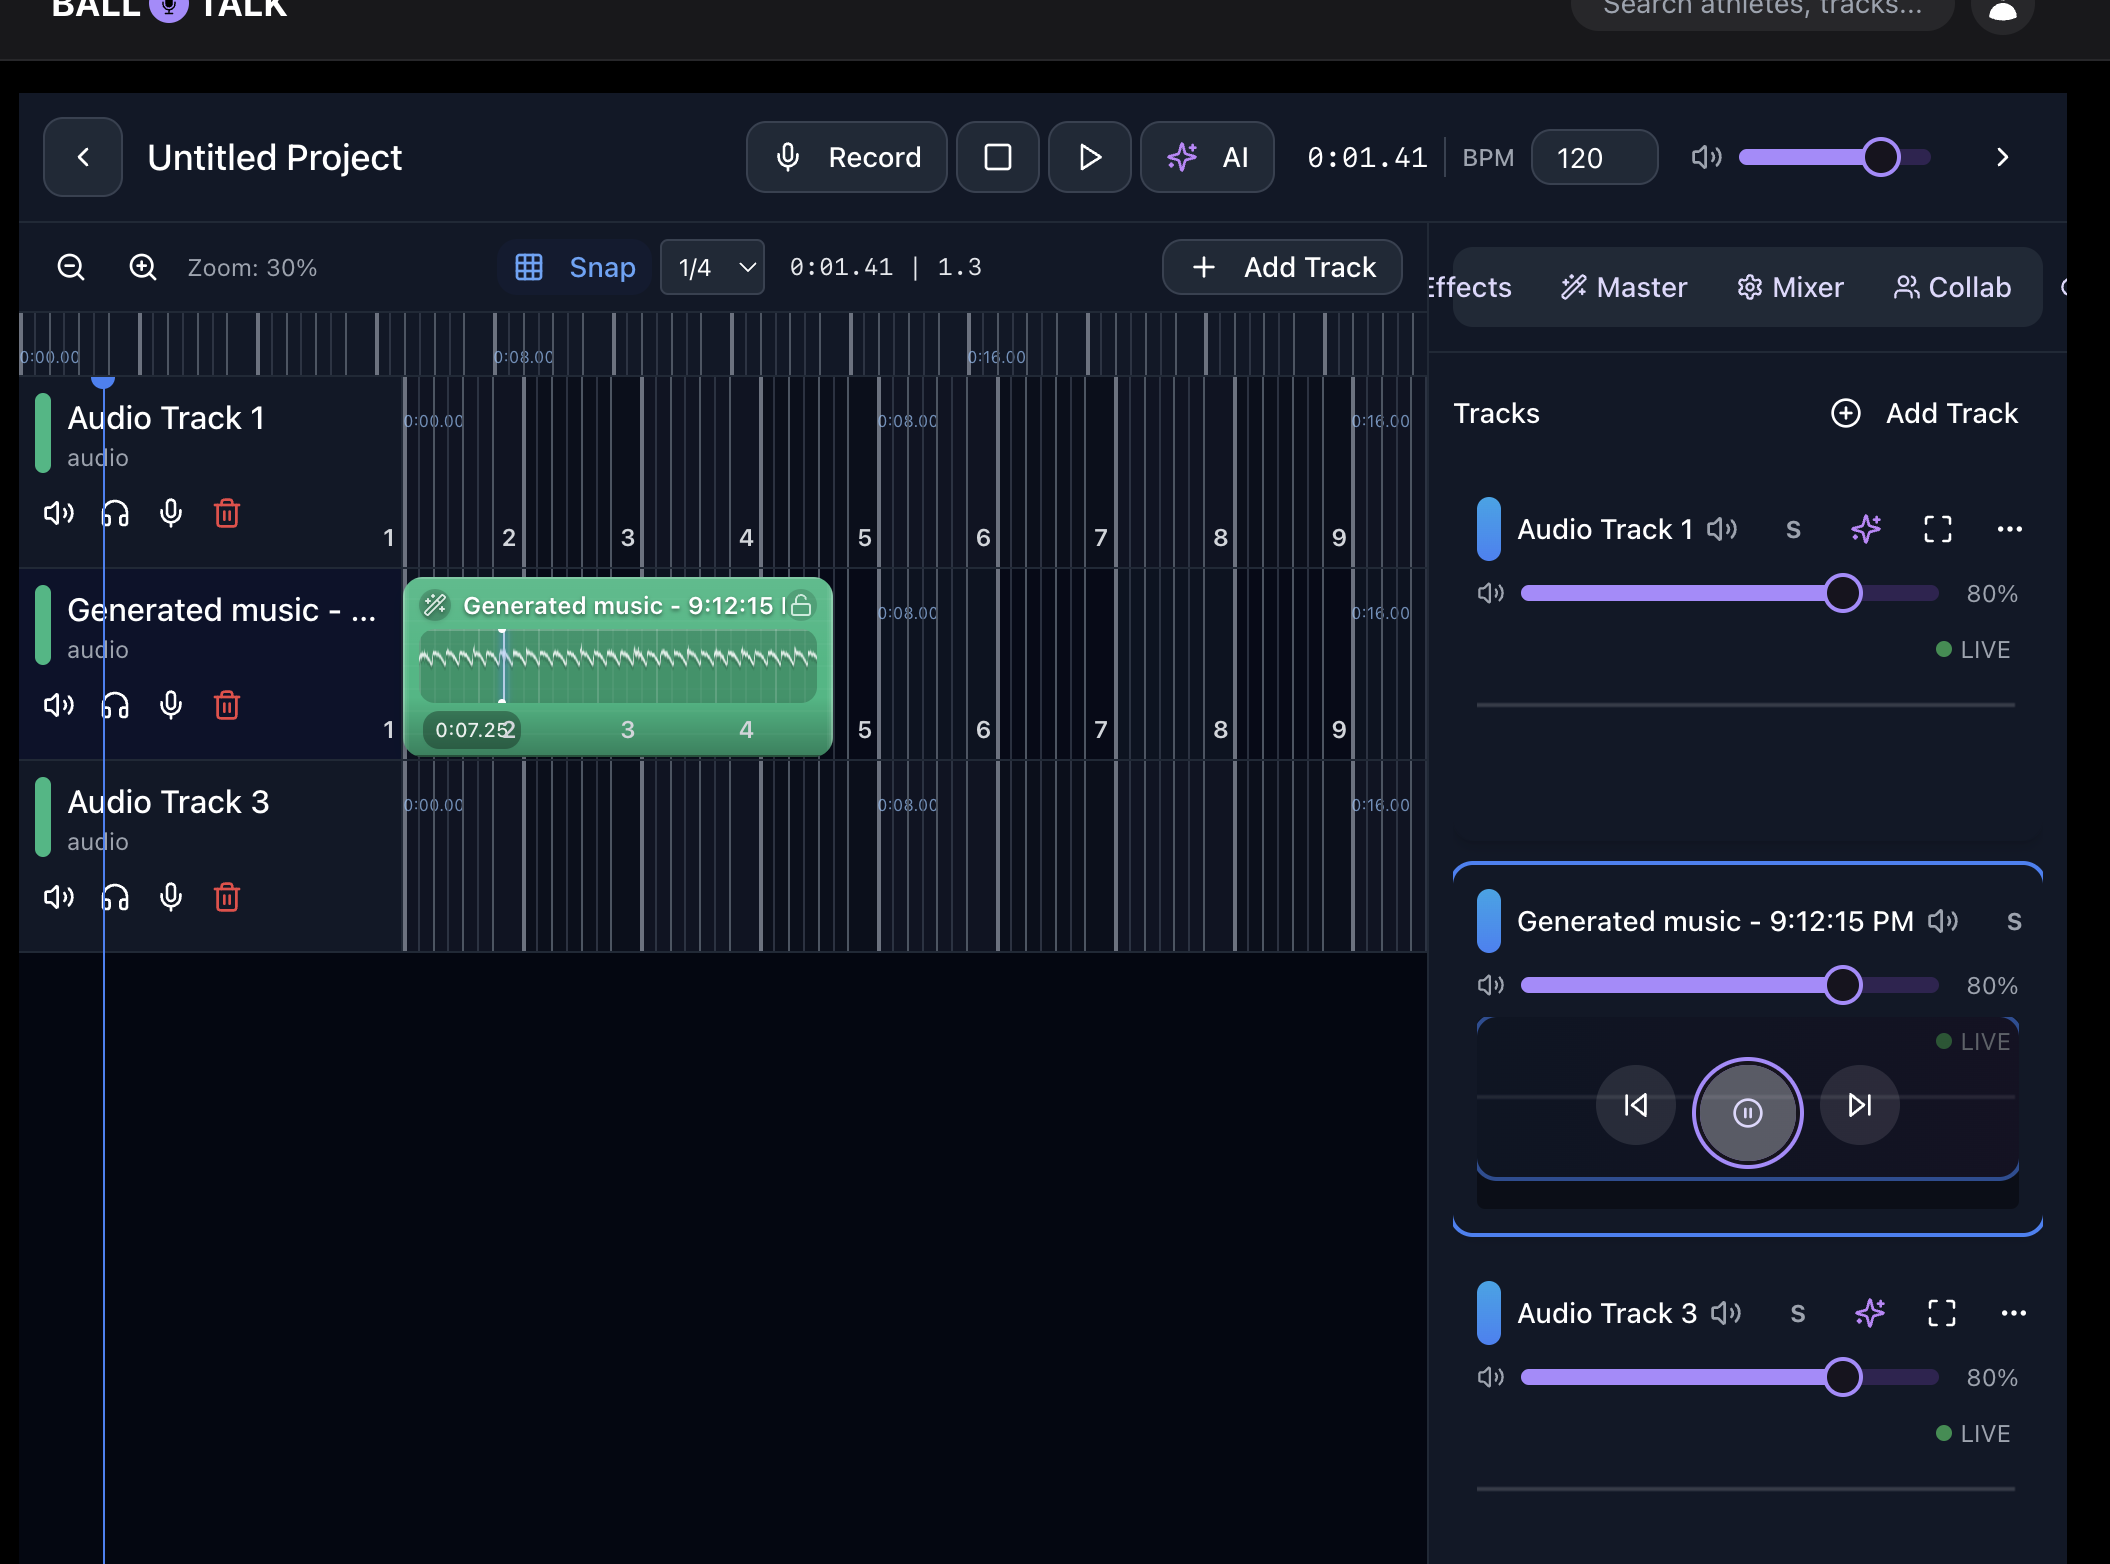 BALL TALK
Search athletes, tracks...
Untitled Project
Record
AI
0:01.41
BPM
120
Zoom: 30%
Snap
1/4
0:01.41 | 1.3
Add Track
Effects
Master
Mixer
Collab
0:00.00
0:08.00
0:16.00
Audio Track 1
audio
0:00.00
0:08.00
0:16.00
1
2
3
4
5
6
7
8
9
Generated music - ...
audio
Generated music - 9:12:15
0:07.25
0:08.00
0:16.00
1
2
3
4
5
6
7
8
9
Audio Track 3
audio
0:00.00
0:08.00
0:16.00
Tracks
Add Track
Audio Track 1
S
80%
LIVE
Generated music - 9:12:15 PM
S
80%
LIVE
Audio Track 3
S
80%
LIVE